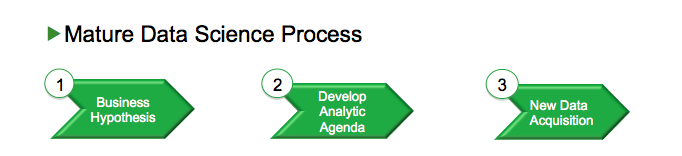 Mature Data Science Process
1
Business
Hypothesis
2
Develop
Analytic
Agenda
3
New Data
Acquisition